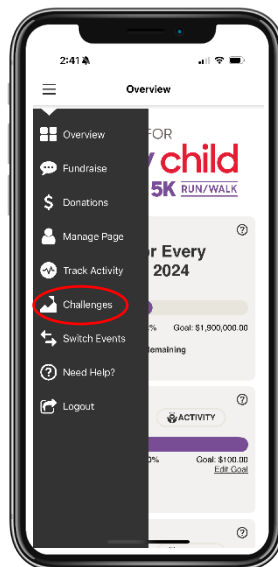 2:41
Overview
Overview
Fundraise
Donations
Manage Page
Track Activity
Challenges
Switch Events
Need Help?
Logout
FOR
child
5K RUN/WALK
Every
2024
%
Goal: $1,900,000.00
ACTIVITY
0%
Goal: $100.00
Edit Goal